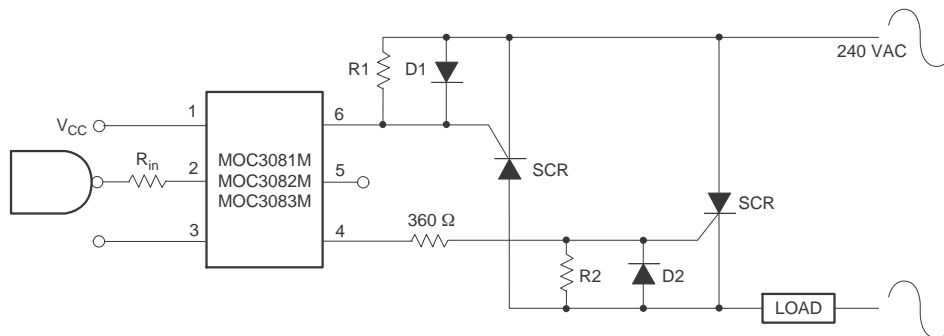 240 VAC
R1
D1
1
6
VCC
Rin
2
MOC3081M
MOC3082M
MOC3083M
5
SCR
SCR
3
4
360 Ω
R2
D2
LOAD